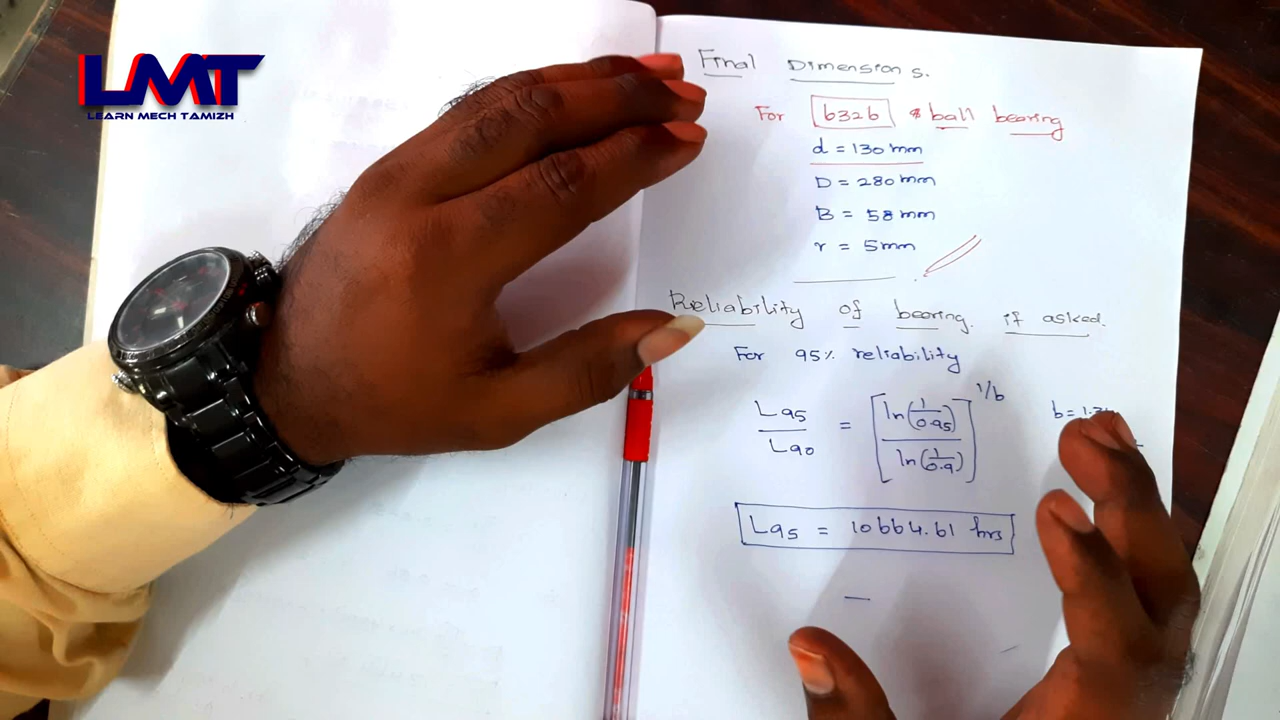 LMT
LEARN MECH TAMIZH
Final Dimensions.
For 6326 ball bearing
d = 130 mm
D = 280 mm
B = 58 mm
r = 5 mm
Reliability of bearing if asked.
For 95% reliability
L95 / L90 = [ ln(1/0.95) / ln(1/0.9) ]^1/b
b =
L95 = 10664.61 hrs